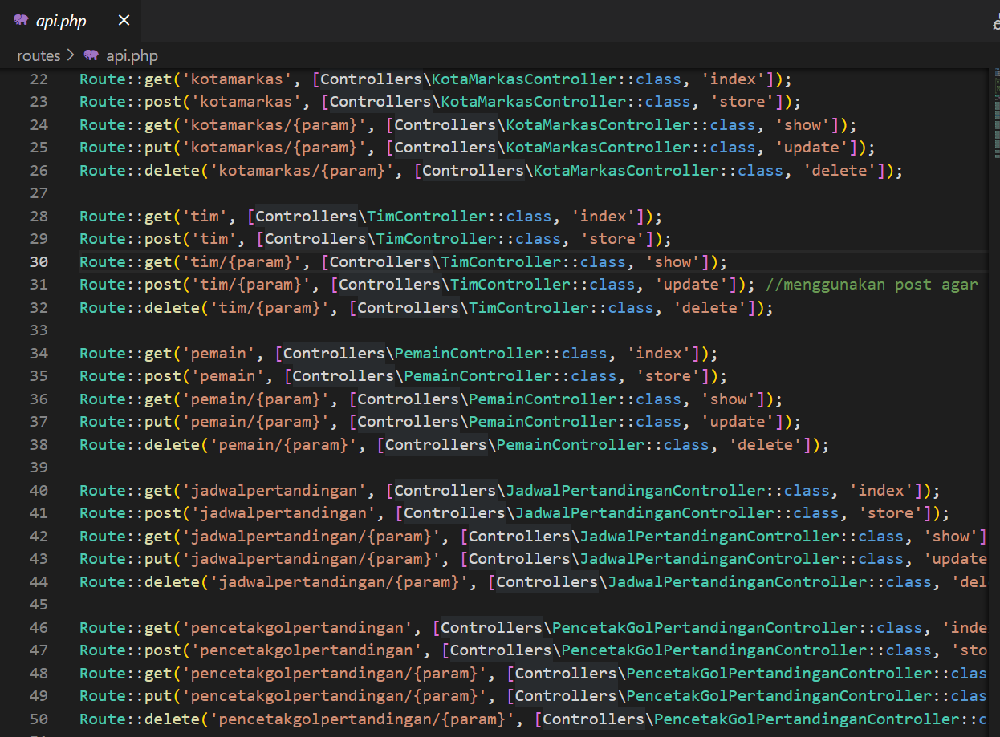 api.php
routes > api.php
22 Route::get('kotamarkas', [Controllers\KotaMarkasController::class, 'index']);
23 Route::post('kotamarkas', [Controllers\KotaMarkasController::class, 'store']);
24 Route::get('kotamarkas/{param}', [Controllers\KotaMarkasController::class, 'show']);
25 Route::put('kotamarkas/{param}', [Controllers\KotaMarkasController::class, 'update']);
26 Route::delete('kotamarkas/{param}', [Controllers\KotaMarkasController::class, 'delete']);
27
28 Route::get('tim', [Controllers\TimController::class, 'index']);
29 Route::post('tim', [Controllers\TimController::class, 'store']);
30 Route::get('tim/{param}', [Controllers\TimController::class, 'show']);
31 Route::post('tim/{param}', [Controllers\TimController::class, 'update']); //menggunakan post agar
32 Route::delete('tim/{param}', [Controllers\TimController::class, 'delete']);
33
34 Route::get('pemain', [Controllers\PemainController::class, 'index']);
35 Route::post('pemain', [Controllers\PemainController::class, 'store']);
36 Route::get('pemain/{param}', [Controllers\PemainController::class, 'show']);
37 Route::put('pemain/{param}', [Controllers\PemainController::class, 'update']);
38 Route::delete('pemain/{param}', [Controllers\PemainController::class, 'delete']);
39
40 Route::get('jadwalpertandingan', [Controllers\JadwalPertandinganController::class, 'index']);
41 Route::post('jadwalpertandingan', [Controllers\JadwalPertandinganController::class, 'store']);
42 Route::get('jadwalpertandingan/{param}', [Controllers\JadwalPertandinganController::class, 'show']
43 Route::put('jadwalpertandingan/{param}', [Controllers\JadwalPertandinganController::class, 'update
44 Route::delete('jadwalpertandingan/{param}', [Controllers\JadwalPertandinganController::class, 'del
45
46 Route::get('pencetakgolpertandingan', [Controllers\PencetakGolPertandinganController::class, 'inde
47 Route::post('pencetakgolpertandingan', [Controllers\PencetakGolPertandinganController::class, 'sto
48 Route::get('pencetakgolpertandingan/{param}', [Controllers\PencetakGolPertandinganController::clas
49 Route::put('pencetakgolpertandingan/{param}', [Controllers\PencetakGolPertandinganController::clas
50 Route::delete('pencetakgolpertandingan/{param}', [Controllers\PencetakGolPertandinganController::c